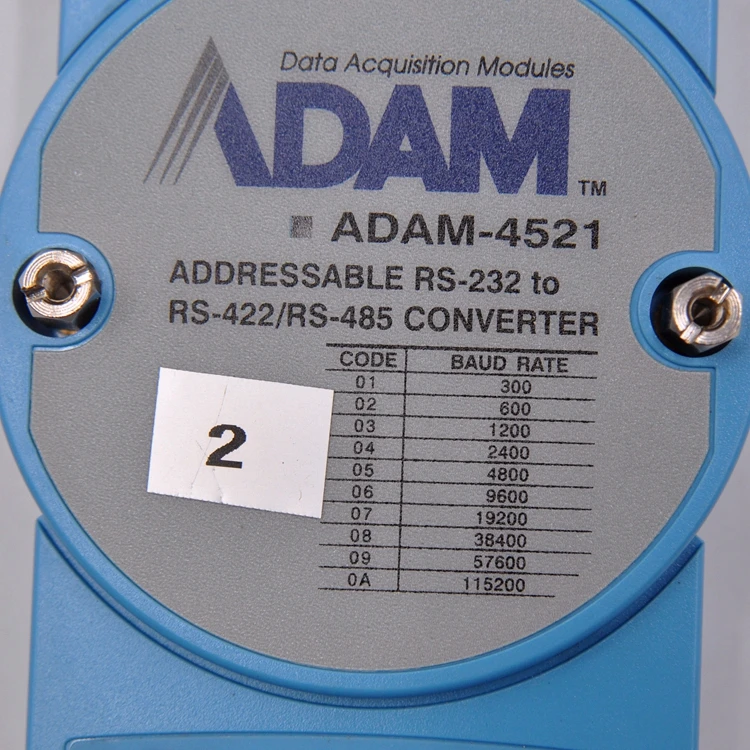 Data Acquisition Modules
ADAM™
ADAM-4521
ADDRESSABLE RS-232 to
RS-422/RS-485 CONVERTER
CODE BAUD RATE
01 300
02 600
03 1200
04 2400
05 4800
06 9600
07 19200
08 38400
09 57600
0A 115200
2